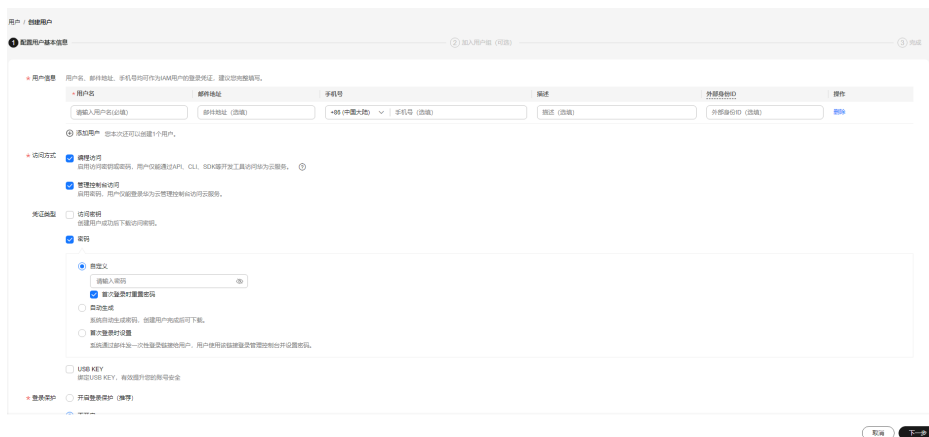 用户 / 创建用户
1 配置用户基本信息
2 加入用户组（可选）
3 完成
* 用户信息 用户名、邮件地址、手机号均可作为IAM用户的登录凭证，建议您完整填写。
* 用户名 邮件地址 手机号 描述 外部身份ID 操作
请输入用户名(必填) 邮件地址（选填） +86 (中国大陆) 手机号（选填） 描述（选填） 外部身份ID（选填） 删除
添加用户 您本次还可以创建1个用户。
* 访问方式 编程访问
启用访问密钥或密码，用户仅能通过API、CLI、SDK等开发工具访问华为云服务。
管理控制台访问
启用密码，用户仅能登录华为云管理控制台访问云服务。
凭证类型 访问密钥
创建用户成功后下载访问密钥。
密码
自定义
请输入密码
首次登录时重置密码
自动生成
系统自动生成密码，创建用户完成后可下载。
首次登录时设置
系统通过邮件发一次性登录链接给用户，用户使用该链接登录管理控制台并设置密码。
USB KEY
绑定USB KEY，有效提升您的账号安全
* 登录保护 开启登录保护（推荐）
取消 下一步